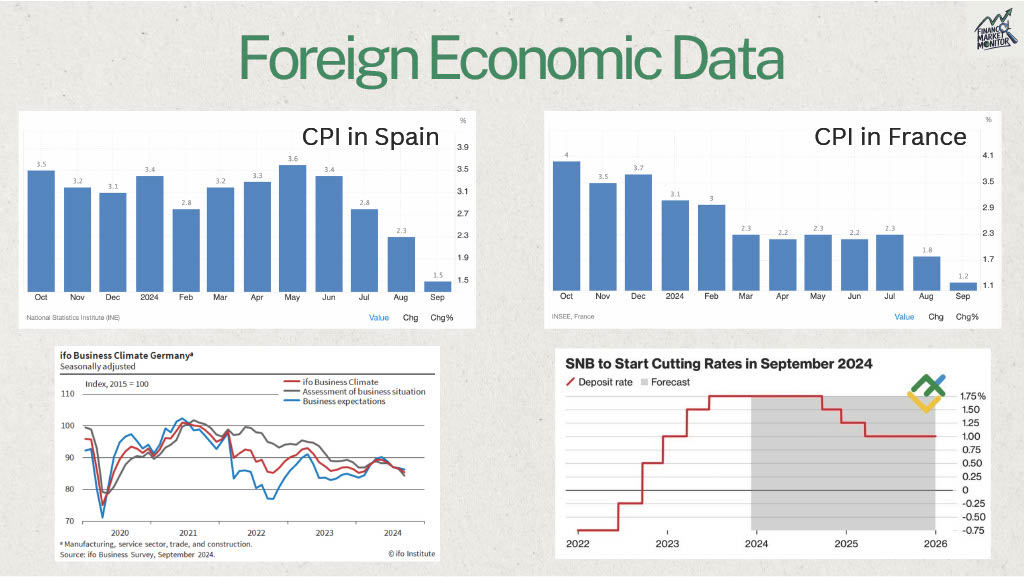 Foreign Economic Data
FINANCIAL
MARKET
MONITOR
CPI in Spain
%
3.5 3.2 3.1 3.4 2.8 3.2 3.3 3.6 3.4 2.8 2.3 1.5
3.9
3.5
3.1
2.7
2.3
1.9
1.5
Oct Nov Dec 2024 Feb Mar Apr May Jun Jul Aug Sep
National Statistics Institute (INE) Value Chg Chg%
CPI in France
%
4 3.5 3.7 3.1 3 2.3 2.2 2.3 2.2 2.3 1.8 1.2
4.1
3.5
2.9
2.3
1.7
1.1
Oct Nov Dec 2024 Feb Mar Apr May Jun Jul Aug Sep
INSEE, France Value Chg Chg%
ifo Business Climate Germanyª
Seasonally adjusted
Index, 2015 = 100
ifo Business Climate
Assessment of business situation
Business expectations
110
100
90
80
70
2020 2021 2022 2023 2024
ª Manufacturing, service sector, trade, and construction.
Source: ifo Business Survey, September 2024. © ifo Institute
SNB to Start Cutting Rates in September 2024
Deposit rate Forecast
1.75%
1.50
1.25
1.00
0.75
0.50
0.25
0
-0.25
-0.50
-0.75
2022 2023 2024 2025 2026